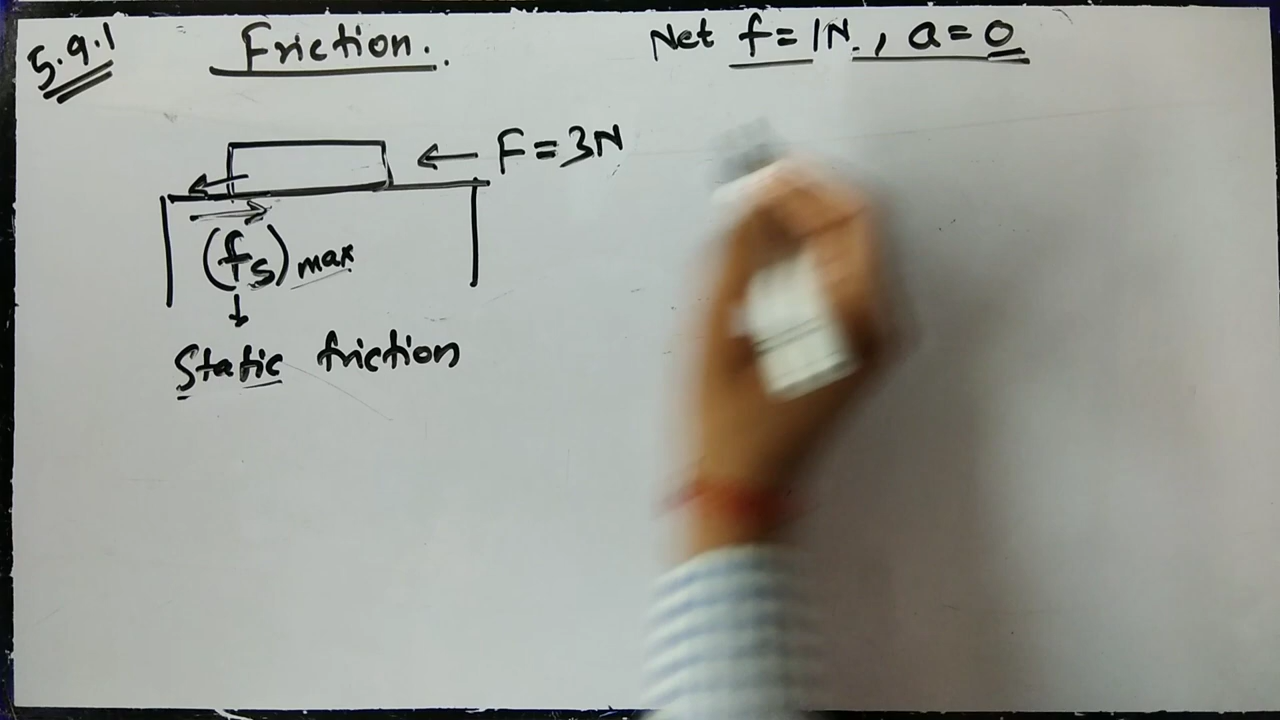 5.9.1
Friction.
Net f=1N., a=0
F=3N
(fs)max
Static friction